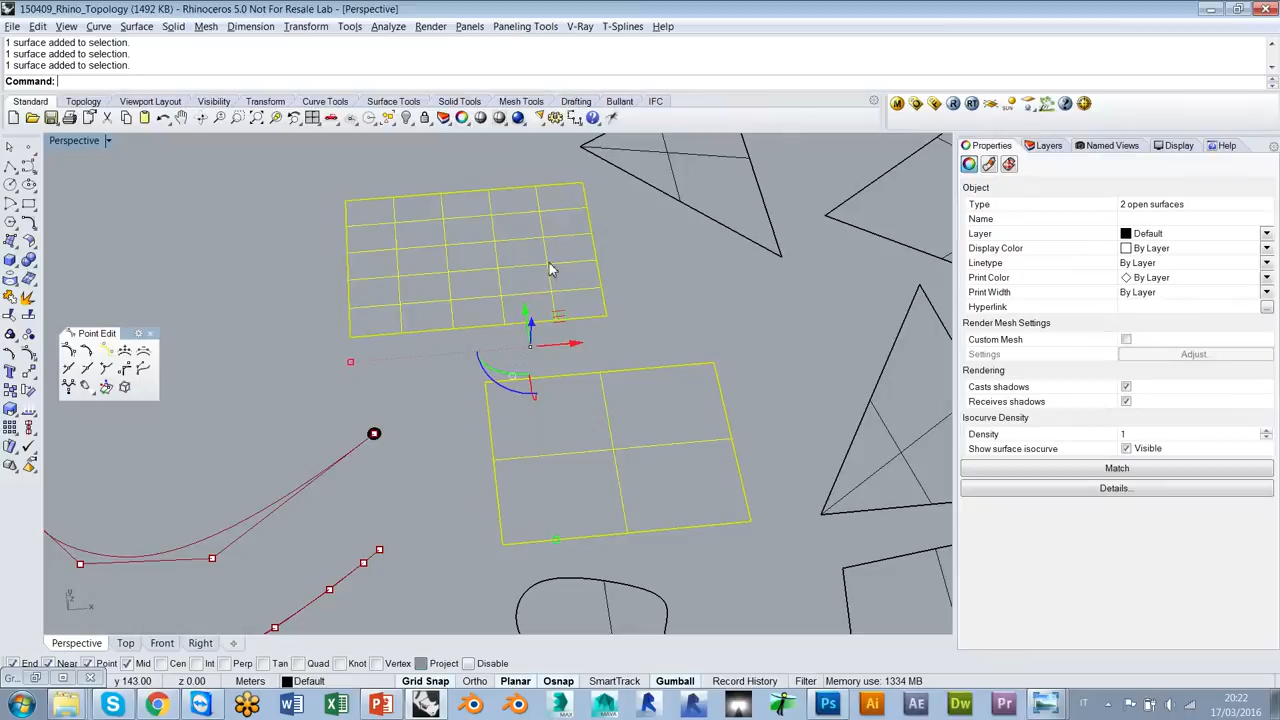 150409_Rhino_Topology (1492 KB) - Rhinoceros 5.0 Not For Resale Lab - [Perspective]
File Edit View Curve Surface Solid Mesh Dimension Transform Tools Analyze Render Panels Paneling Tools V-Ray T-Splines Help
1 surface added to selection.
1 surface added to selection.
1 surface added to selection.
Command:
Standard Topology Viewport Layout Visibility Transform Curve Tools Surface Tools Solid Tools Mesh Tools Drafting Bullant IFC
Perspective
Properties Layers Named Views Display Help
Object
Type 2 open surfaces
Name
Layer Default
Display Color By Layer
Linetype By Layer
Print Color By Layer
Print Width By Layer
Hyperlink
Render Mesh Settings
Custom Mesh
Settings Adjust..
Rendering
Casts shadows
Receives shadows
Isocurve Density
Density 1
Show surface isocurve Visible
Match
Details...
Point Edit
y
z
x
Perspective Top Front Right
End Near Point Mid Cen Int Perp Tan Quad Knot Vertex Project Disable
Gr...
y 143.00 z 0.00 Meters Default Grid Snap Ortho Planar Osnap SmartTrack Gumball Record History Filter Memory use: 1334 MB
IT 20:22
17/03/2016